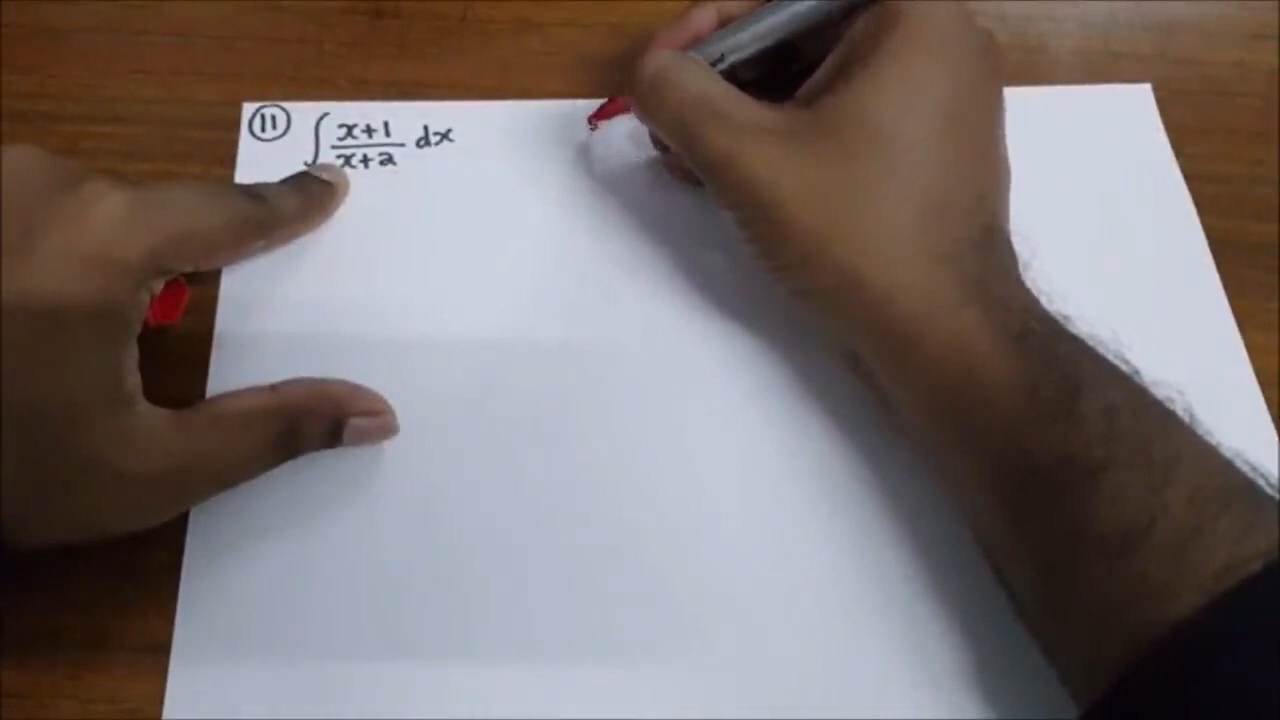 ⑪ ∫ x+1/x+2 dx